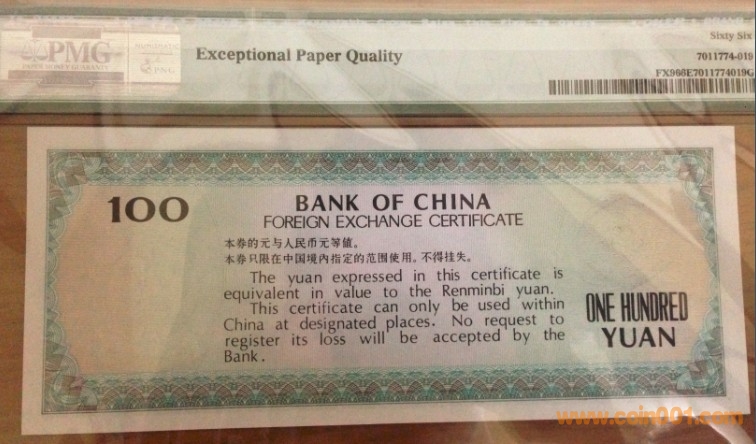 PMG
PAPER MONEY GUARANTY
Exceptional Paper Quality
Sixty Six
7011774-019
FX966E7011774019G
100
BANK OF CHINA
FOREIGN EXCHANGE CERTIFICATE
本券的元与人民币元等值。
本券只限在中国境内指定的范围使用。不得挂失。
The yuan expressed in this certificate is
equivalent in value to the Renminbi yuan.
This certificate can only be used within
China at designated places. No request to
register its loss will be accepted by the
Bank.
ONE HUNDRED
YUAN
www.coin001.com